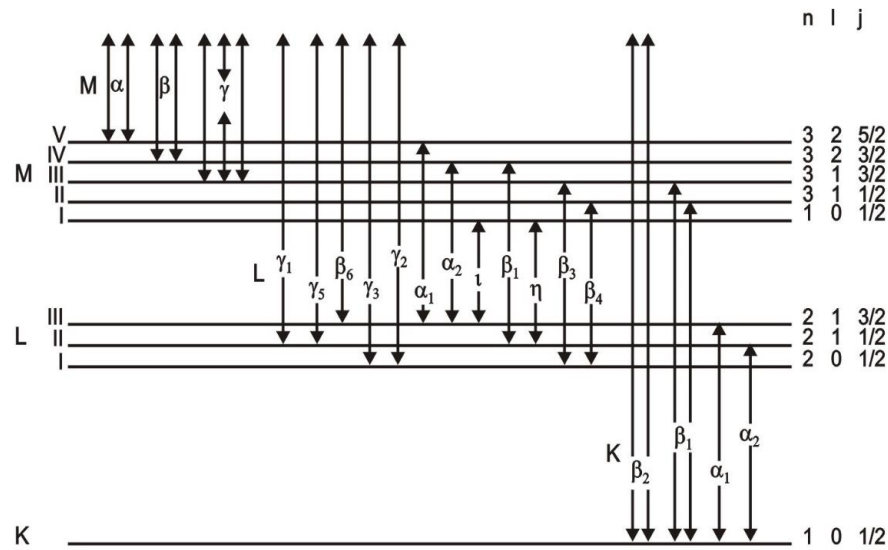 n l j
M α β γ
V 3 2 5/2
IV 3 2 3/2
M III 3 1 3/2
II 3 1 1/2
I 1 0 1/2
L γ₁ γ₅ β₆ γ₃ γ₂ α₁ α₂ ι β₁ η β₃ β₄
III 2 1 3/2
L II 2 1 1/2
I 2 0 1/2
K β₂ β₁ α₁ α₂
K 1 0 1/2